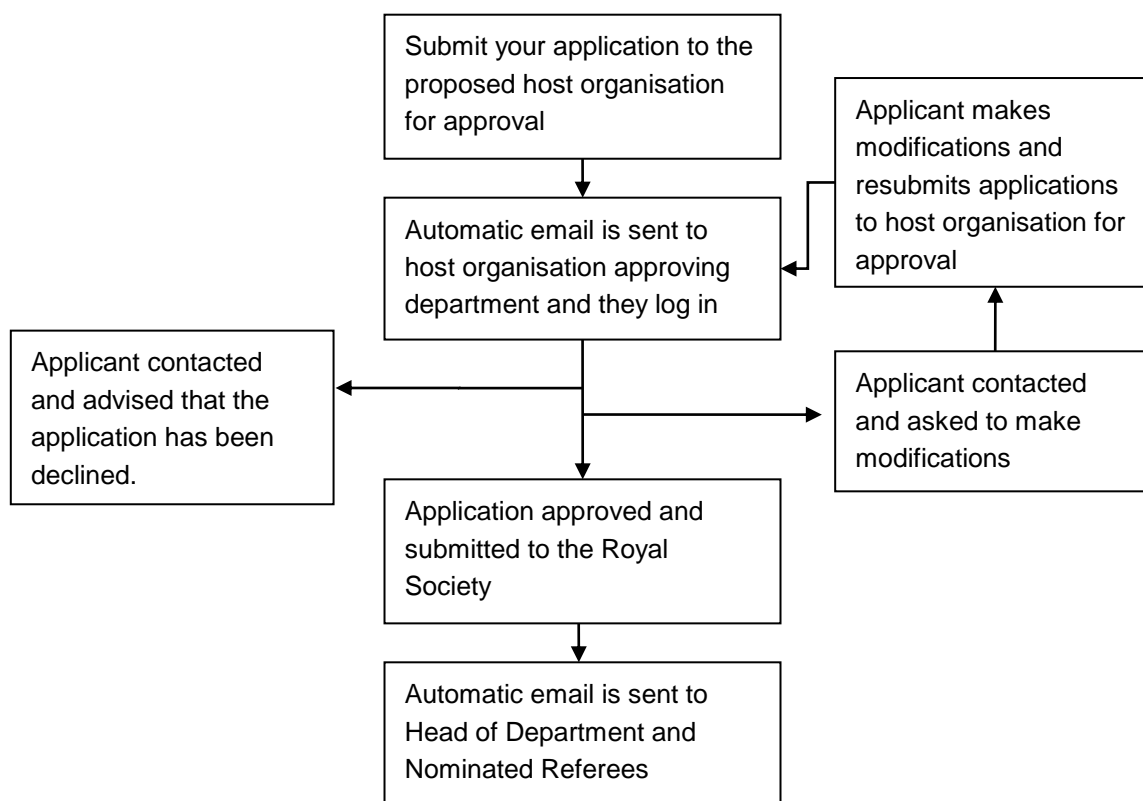 Submit your application to the
proposed host organisation
for approval
Applicant makes
modifications and
resubmits applications
to host organisation for
approval
Automatic email is sent to
host organisation approving
department and they log in
Applicant contacted
and advised that the
application has been
declined.
Applicant contacted
and asked to make
modifications
Application approved and
submitted to the Royal
Society
Automatic email is sent to
Head of Department and
Nominated Referees